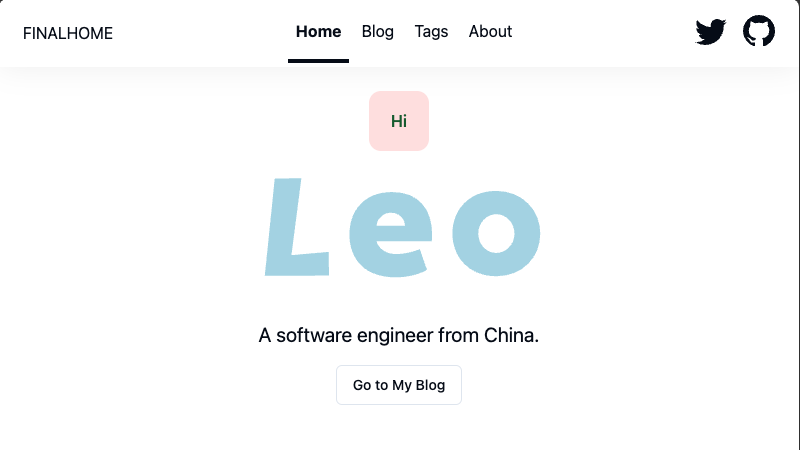 FINALHOME Home Blog Tags About
Hi
Leo
A software engineer from China.
Go to My Blog